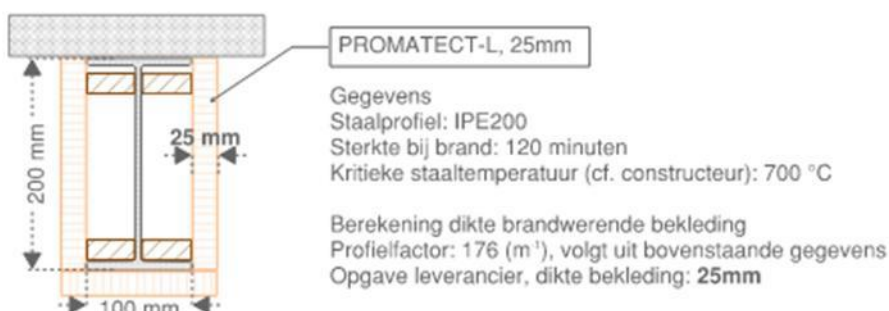 PROMATECT-L, 25mm
Gegevens
Staalprofiel: IPE200
Sterkte bij brand: 120 minuten
Kritieke staaltemperatuur (cf. constructeur): 700 °C
Berekening dikte brandwerende bekleding
Profielfactor: 176 (m⁻¹), volgt uit bovenstaande gegevens
Opgave leverancier, dikte bekleding: 25mm
200 mm
25 mm
100 mm